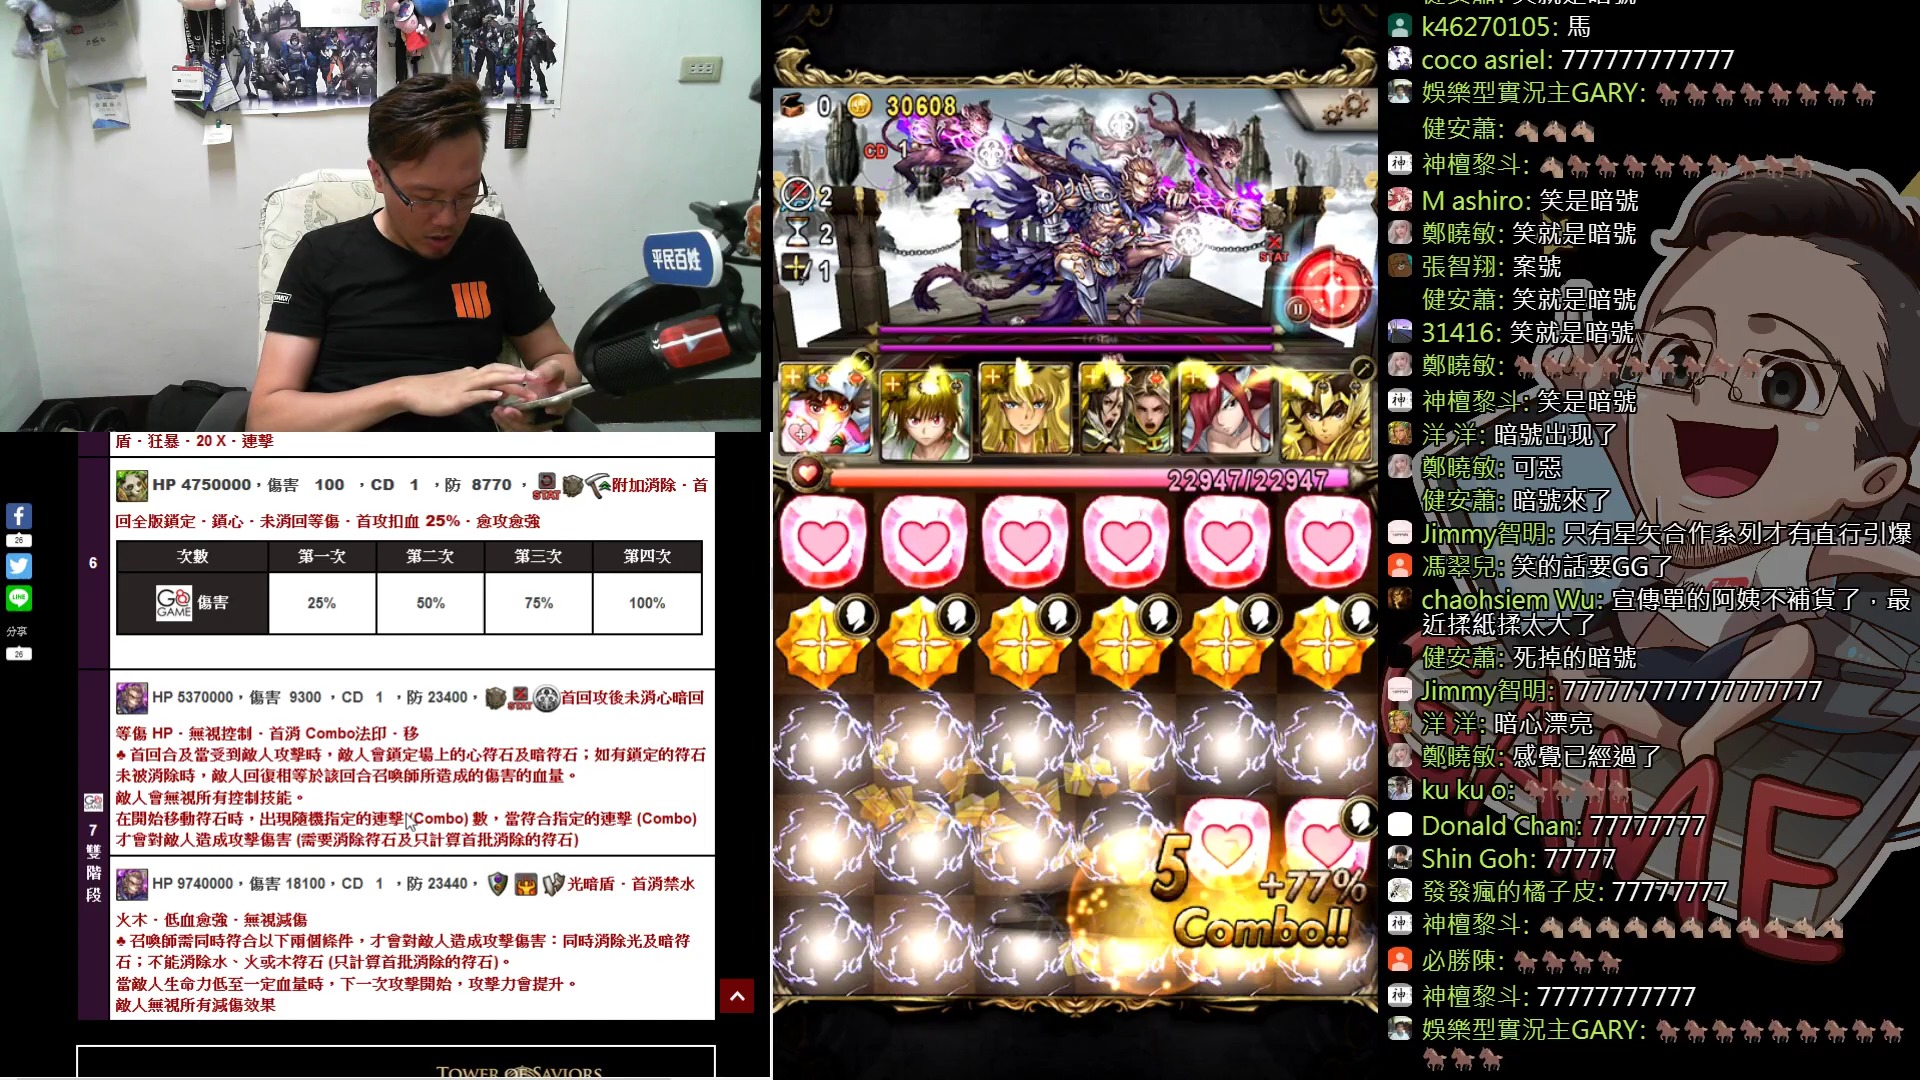 平民百姓
盾．狂暴．20 X．連擊
6
HP 4750000，傷害 100 ，CD 1 ，防 8770 ，附加消除．首
STAT
回全版鎖定．鎖心．未消回等傷．首攻扣血 25%．愈攻愈強
次數 第一次 第二次 第三次 第四次
GAME 傷害 25% 50% 75% 100%
26
LINE
分享
26
7
雙
階
段
HP 5370000，傷害 9300，CD 1 ，防 23400，首回攻後未消心暗回
STAT
等傷 HP．無視控制．首消 Combo法印．移
♣ 首回合及當受到敵人攻擊時，敵人會鎖定場上的心符石及暗符石；如有鎖定的符石
未被消除時，敵人回復相等於該回合召喚師所造成的傷害的血量。
敵人會無視所有控制技能。
在開始移動符石時，出現隨機指定的連擊 (Combo) 數，當符合指定的連擊 (Combo)
才會對敵人造成攻擊傷害 (需要消除符石及只計算首批消除的符石)
HP 9740000，傷害 18100，CD 1 ，防 23440，光暗盾．首消禁水
火木．低血愈強．無視減傷
♣ 召喚師需同時符合以下兩個條件，才會對敵人造成攻擊傷害：同時消除光及暗符
石；不能消除水、火或木符石 (只計算首批消除的符石)。
當敵人生命力低至一定血量時，下一次攻擊開始，攻擊力會提升。
敵人無視所有減傷效果
TOWER OF SAVIORS
0 30608
CD 1
2
2
1
STAT
22947/22947
5
+77%
Combo!!
k46270105: 馬
coco asriel: 777777777777
娛樂型實況主GARY:
健安蕭:
神檀黎斗:
M ashiro: 笑是暗號
鄭曉敏: 笑就是暗號
張智翔: 案號
健安蕭: 笑就是暗號
31416: 笑就是暗號
鄭曉敏:
神檀黎斗: 笑是暗號
洋 洋: 暗號出现了
鄭曉敏: 可惡
健安蕭: 暗號來了
Jimmy智明: 只有星矢合作系列才有直行引爆
馮翠兒: 笑的話要GG了
chaohsiem Wu: 宣傳單的阿姨不補貨了，最
近揉紙揉太大了
健安蕭: 死掉的暗號
Jimmy智明: 777777777777777777
洋 洋: 暗心漂亮
鄭曉敏: 感覺已經過了
ku ku o:
Donald Chan: 77777777
Shin Goh: 77777
發發瘋的橘子皮: 77777777
神檀黎斗:
必勝陳:
神檀黎斗: 77777777777
娛樂型實況主GARY: